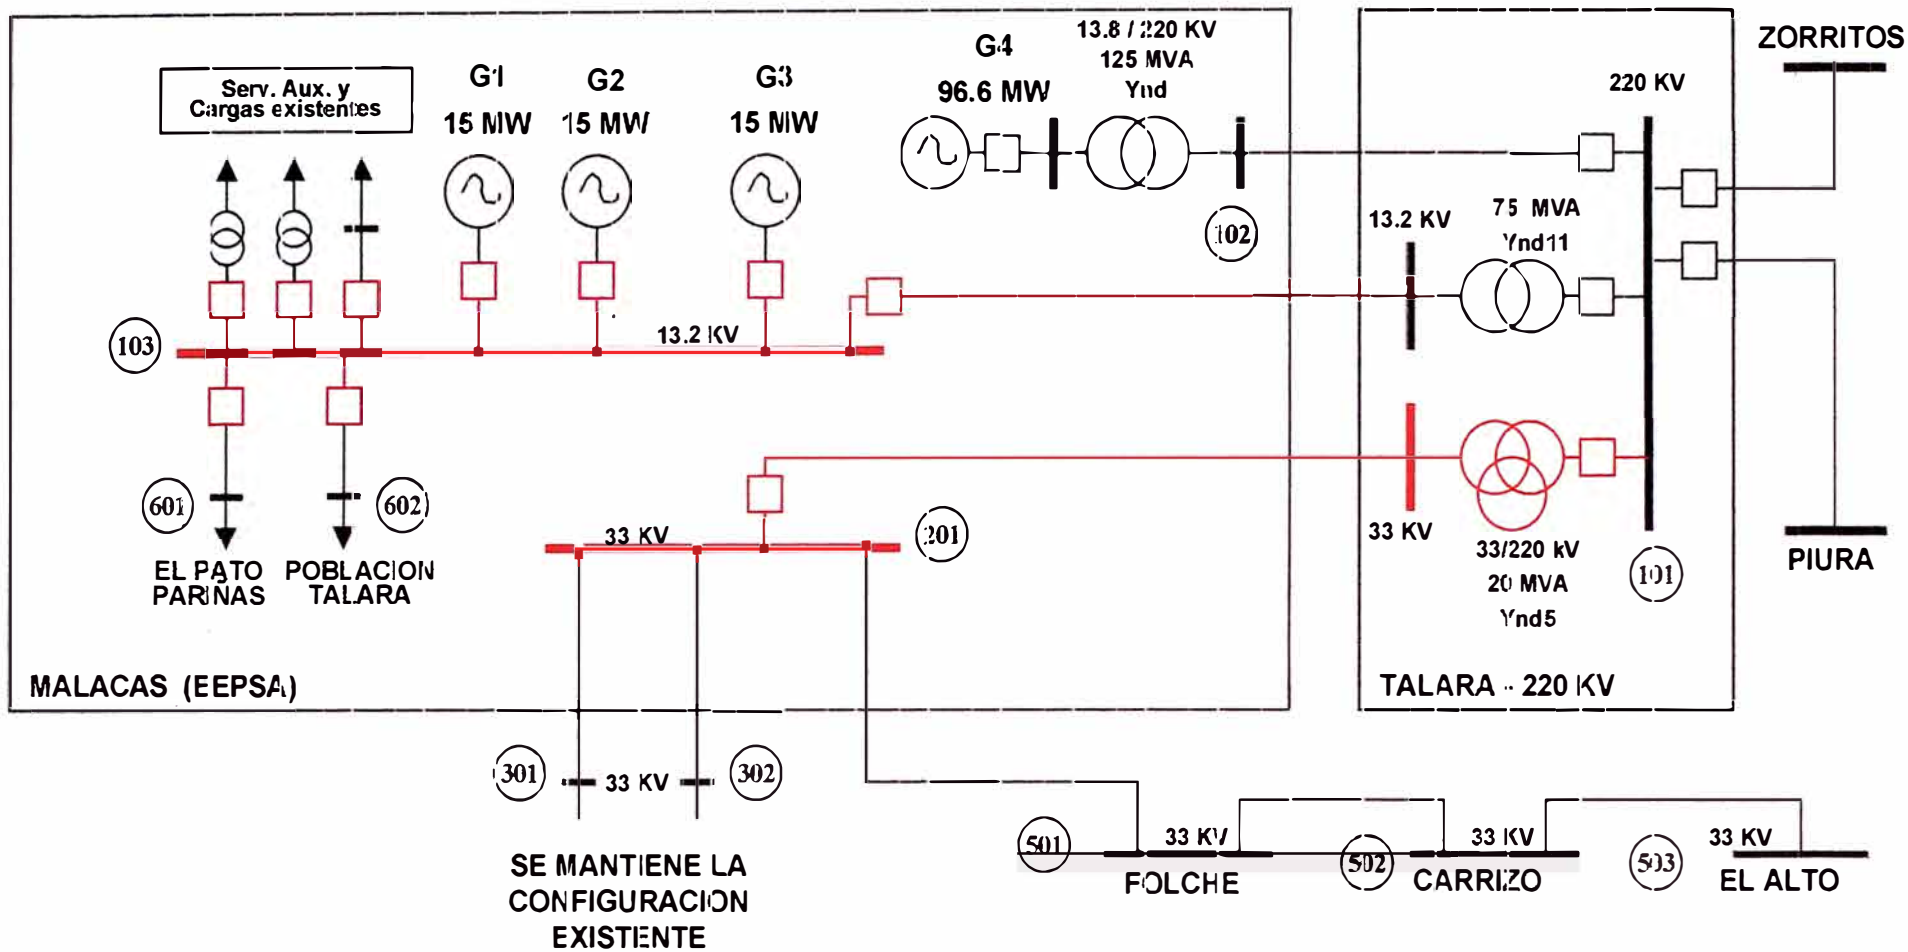 Serv. Aux. y
Cargas existentes
G1
15 MW
G2
15 MW
G3
15 MW
G4
96.6 MW
13.8 / 220 KV
125 MVA
Ynd
220 KV
ZORRITOS
102
13.2 KV
75 MVA
Ynd11
103
13.2 KV
601
602
EL PATO
PARIÑAS
POBLACION
TALARA
33 KV
201
33 KV
33/220 kV
20 MVA
Ynd5
101
PIURA
MALACAS (EEPSA)
TALARA - 220 KV
301
33 KV
302
SE MANTIENE LA
CONFIGURACION
EXISTENTE
501
33 KV
FOLCHE
502
33 KV
CARRIZO
503
33 KV
EL ALTO